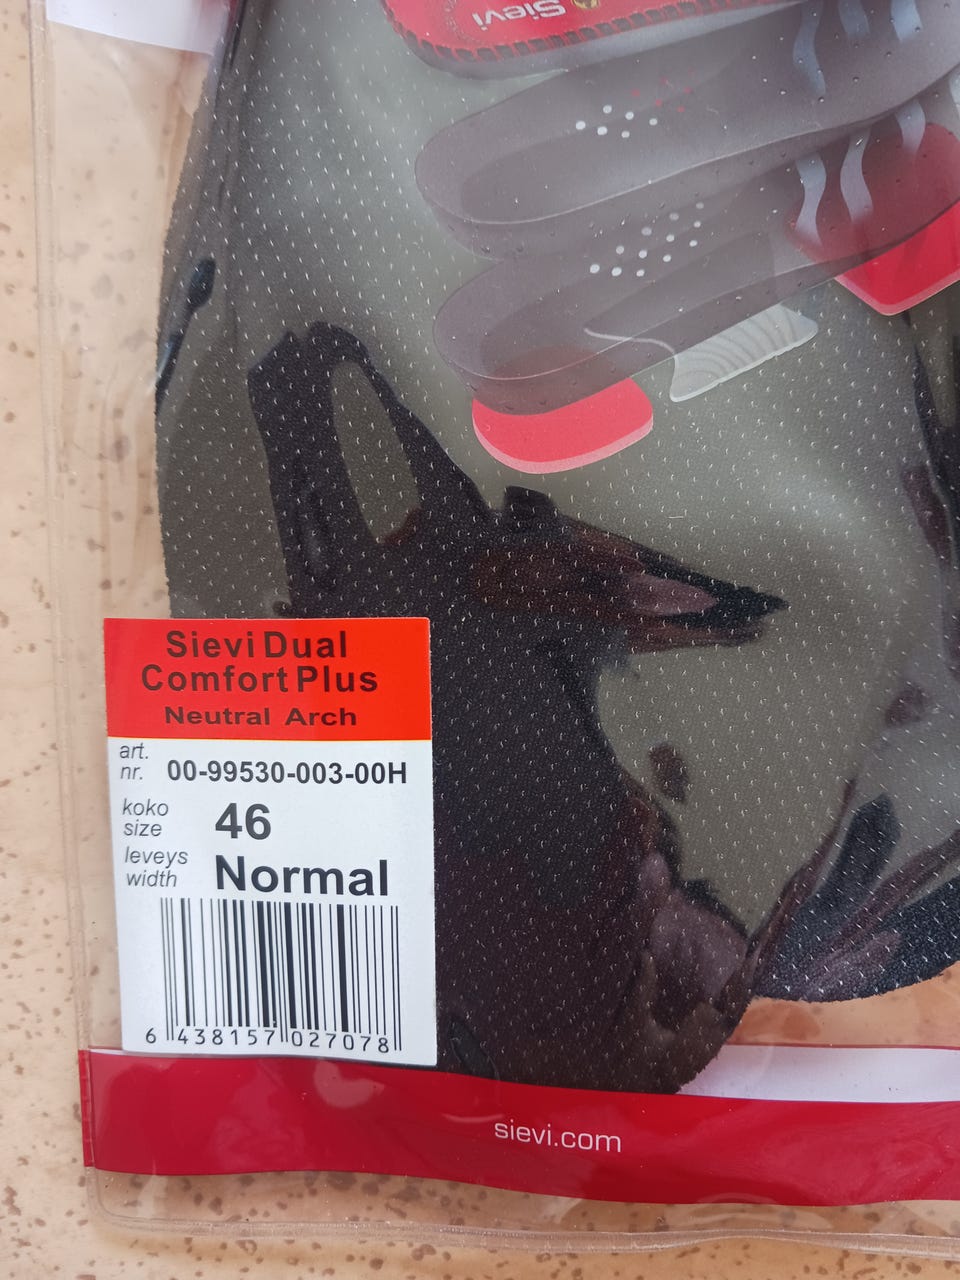 Sievi
Sievi Dual
Comfort Plus
Neutral Arch
art.
nr. 00-99530-003-00H
koko
size 46
leveys
width Normal
6 438157 027078
sievi.com